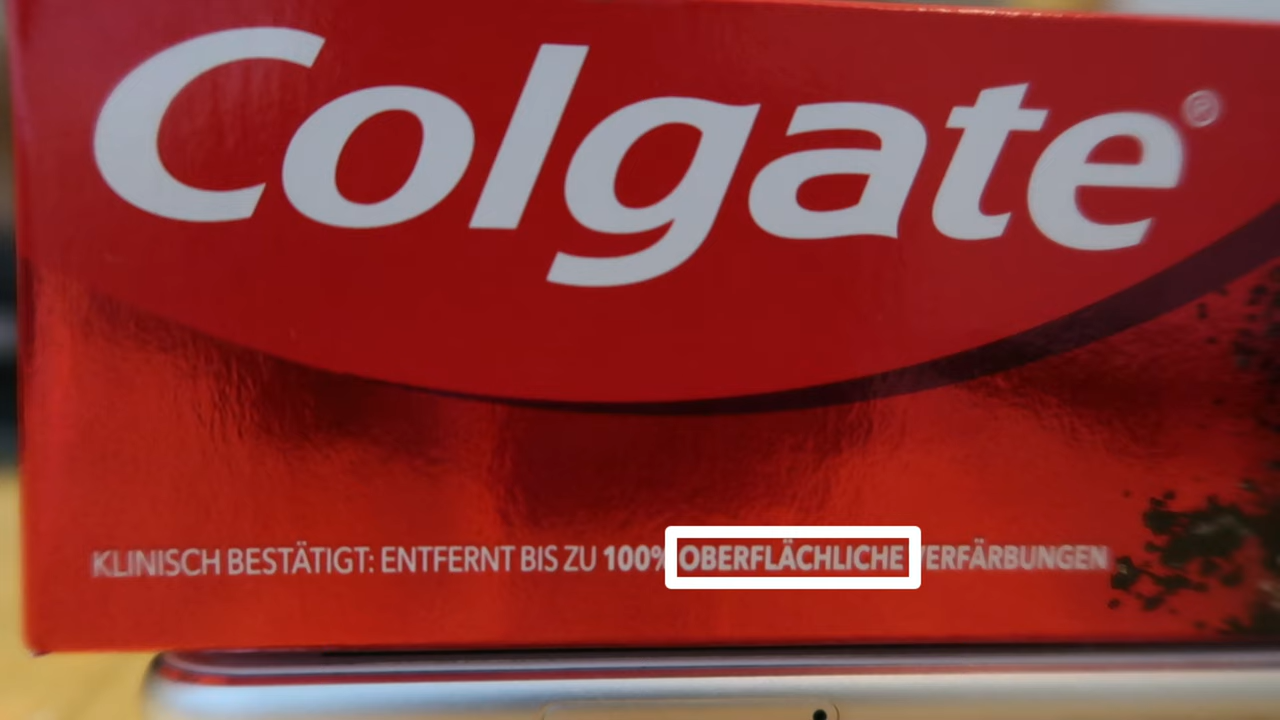 Colgate®
KLINISCH BESTÄTIGT: ENTFERNT BIS ZU 100% OBERFLÄCHLICHE VERFÄRBUNGEN